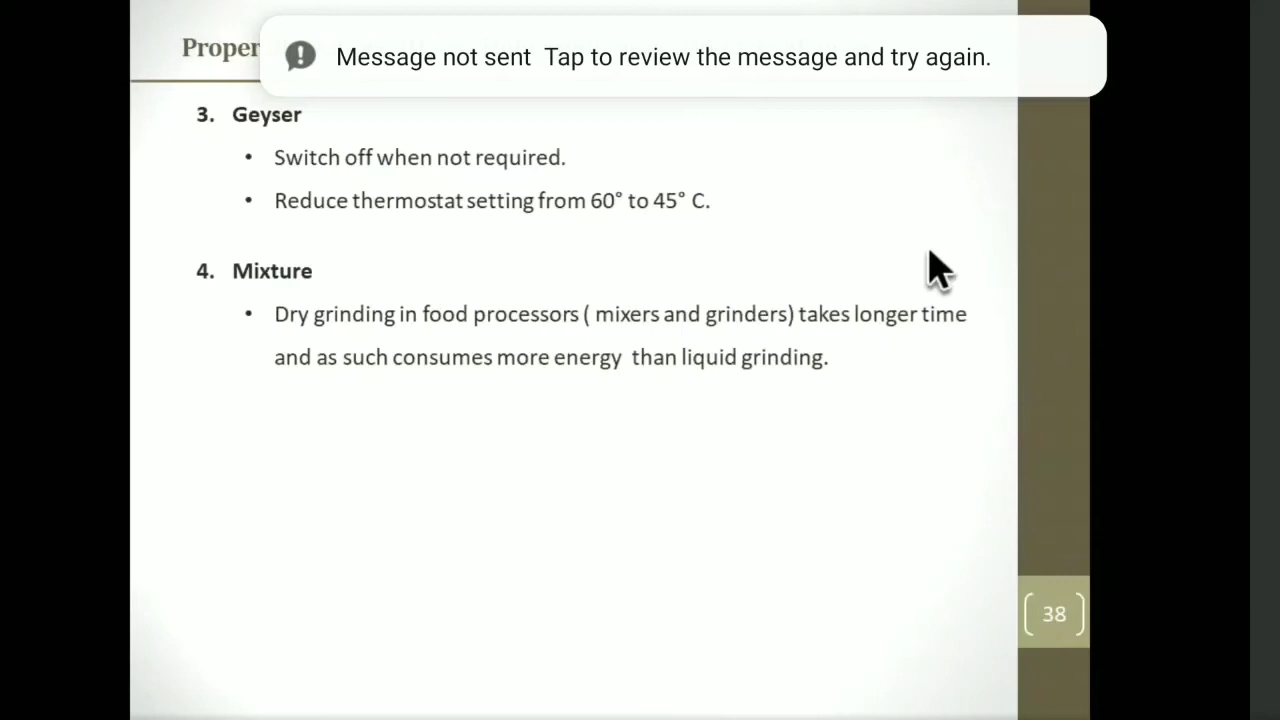 Message not sent Tap to review the message and try again.
3. Geyser
• Switch off when not required.
• Reduce thermostat setting from 60° to 45° C.
4. Mixture
• Dry grinding in food processors ( mixers and grinders) takes longer time
and as such consumes more energy than liquid grinding.
38